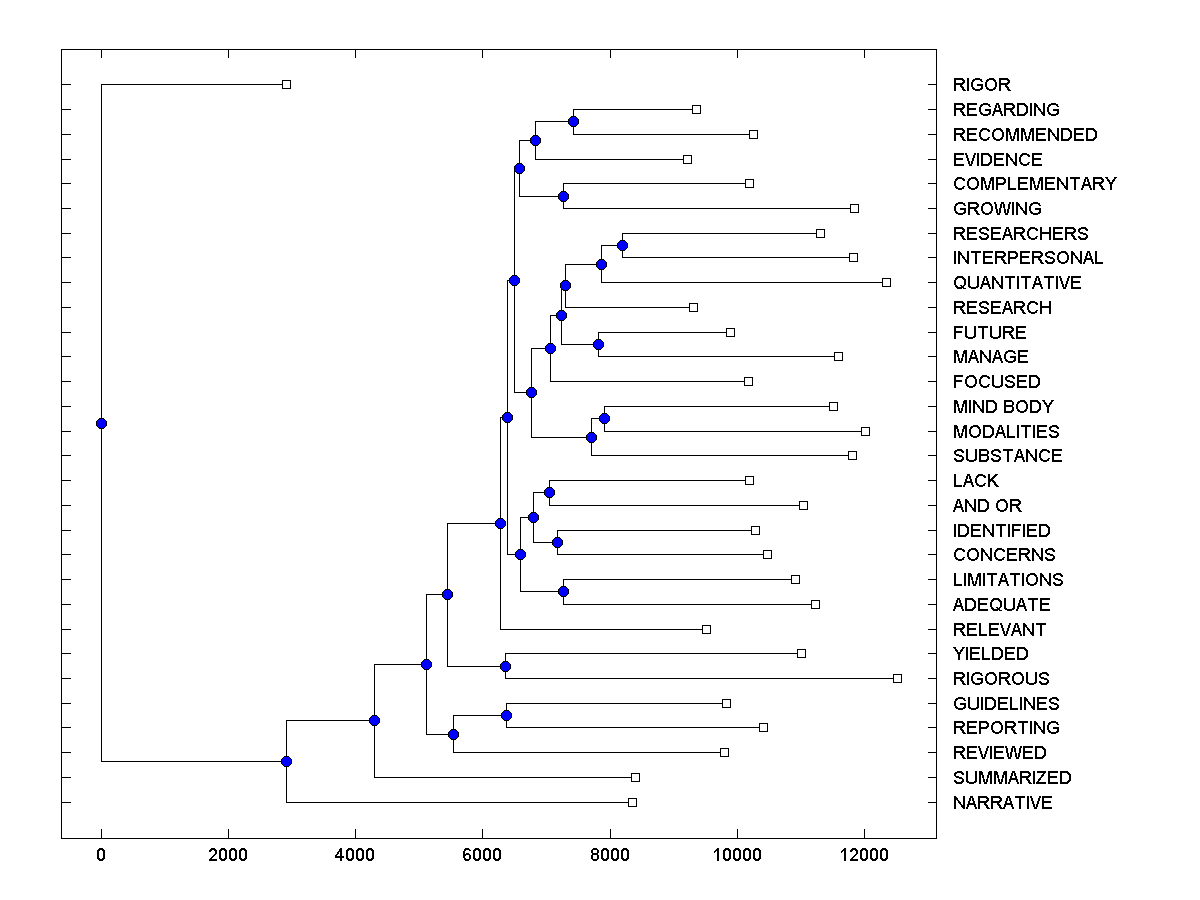 RIGOR
REGARDING
RECOMMENDED
EVIDENCE
COMPLEMENTARY
GROWING
RESEARCHERS
INTERPERSONAL
QUANTITATIVE
RESEARCH
FUTURE
MANAGE
FOCUSED
MIND BODY
MODALITIES
SUBSTANCE
LACK
AND OR
IDENTIFIED
CONCERNS
LIMITATIONS
ADEQUATE
RELEVANT
YIELDED
RIGOROUS
GUIDELINES
REPORTING
REVIEWED
SUMMARIZED
NARRATIVE
0 2000 4000 6000 8000 10000 12000